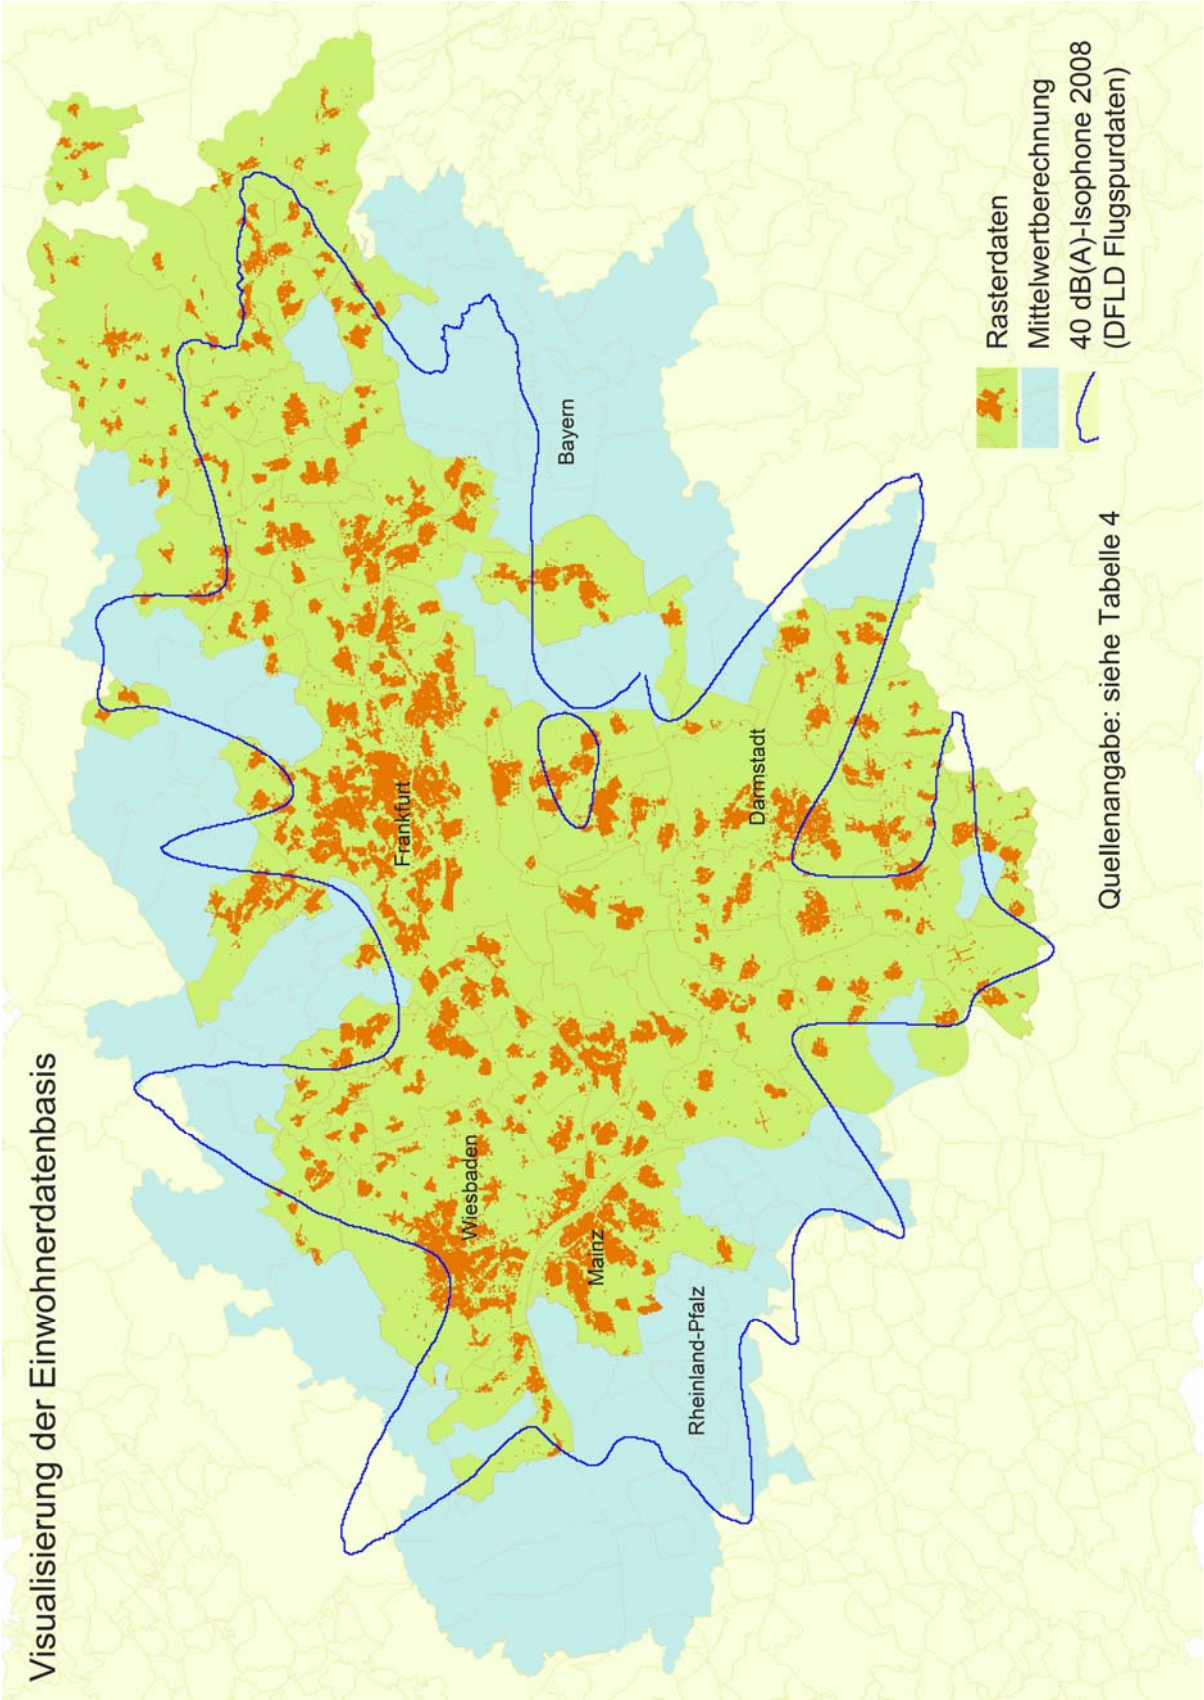 Visualisierung der Einwohnerdatenbasis
Wiesbaden
Mainz
Rheinland-Pfalz
Frankfurt
Darmstadt
Bayern
Rasterdaten
Mittelwertberechnung
40 dB(A)-Isophone 2008
(DFLD Flugspurdaten)
Quellenangabe: siehe Tabelle 4